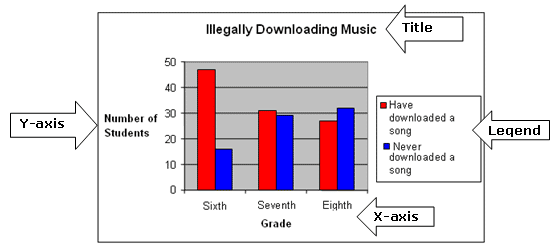 Illegally Downloading Music
Title
50
40
30
20
10
0
Y-axis
Number of
Students
Have
downloaded a
song
Never
downloaded a
song
Legend
Sixth
Seventh
Eighth
Grade
X-axis